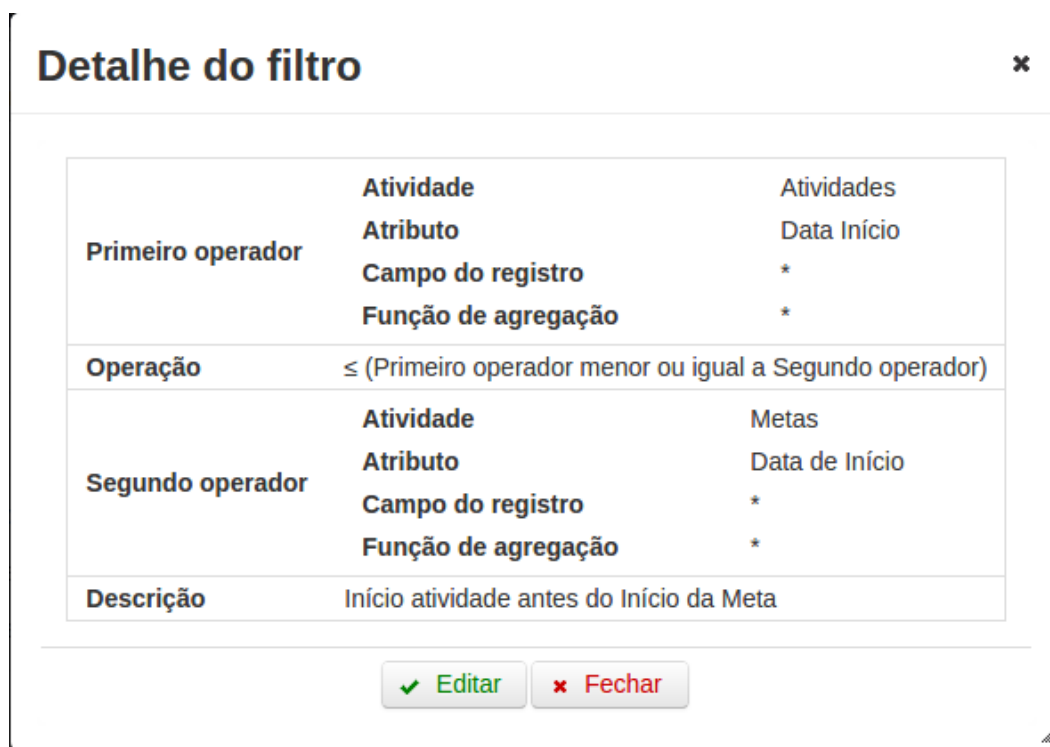 Detalhe do filtro
Primeiro operador
Atividade Atividades
Atributo Data Início
Campo do registro *
Função de agregação *
Operação ≤ (Primeiro operador menor ou igual a Segundo operador)
Segundo operador
Atividade Metas
Atributo Data de Início
Campo do registro *
Função de agregação *
Descrição Início atividade antes do Início da Meta
Editar Fechar